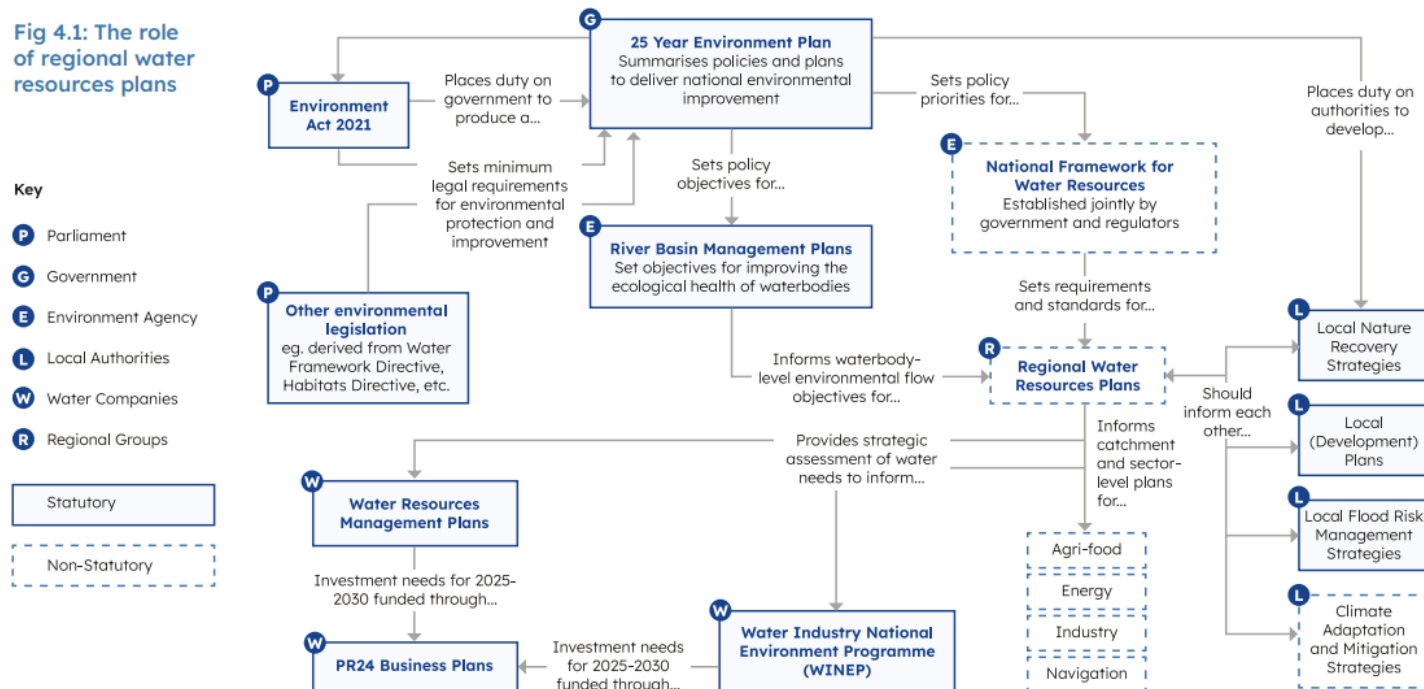 Fig 4.1: The role
of regional water
resources plans
Key
P Parliament
G Government
E Environment Agency
L Local Authorities
W Water Companies
R Regional Groups
Statutory
Non-Statutory
G
25 Year Environment Plan
Summarises policies and plans
to deliver national environmental
improvement
P
Environment
Act 2021
Places duty on
government to
produce a...
Sets minimum
legal requirements
for environmental
protection and
improvement
P
Other environmental
legislation
eg. derived from Water
Framework Directive,
Habitats Directive, etc.
Sets policy
objectives for...
E
River Basin Management Plans
Set objectives for improving the
ecological health of waterbodies
Sets policy
priorities for...
E
National Framework for
Water Resources
Established jointly by
government and regulators
Sets requirements
and standards for...
Places duty on
authorities to
develop...
Informs waterbody-
level environmental flow
objectives for...
R
Regional Water
Resources Plans
Should
inform each
other...
L
Local Nature
Recovery
Strategies
L
Local
(Development)
Plans
L
Local Flood Risk
Management
Strategies
L
Climate
Adaptation
and Mitigation
Strategies
Provides strategic
assessment of water
needs to inform...
Informs
catchment
and sector-
level plans
for...
Agri-food
Energy
Industry
Navigation
W
Water Resources
Management Plans
Investment needs for 2025-
2030 funded through...
W
PR24 Business Plans
Investment needs
for 2025-2030
funded through...
W
Water Industry National
Environment Programme
(WINEP)